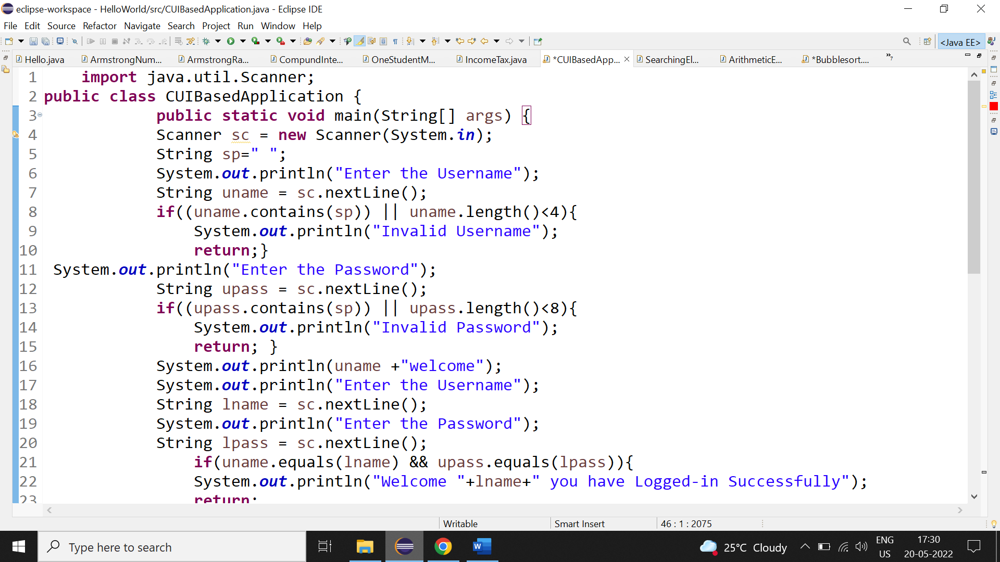 eclipse-workspace - HelloWorld/src/CUIBasedApplication.java - Eclipse IDE
File Edit Source Refactor Navigate Search Project Run Window Help
<Java EE>
Hello.java ArmstrongNum... ArmstrongRa... CompundInte... OneStudentM... IncomeTax.java *CUIBasedApp... SearchingEl... ArithmeticE... *Bubblesort.... »7
1 import java.util.Scanner;
2 public class CUIBasedApplication {
3 public static void main(String[] args) {
4 Scanner sc = new Scanner(System.in);
5 String sp=" ";
6 System.out.println("Enter the Username");
7 String uname = sc.nextLine();
8 if((uname.contains(sp)) || uname.length()<4){
9 System.out.println("Invalid Username");
10 return;}
11 System.out.println("Enter the Password");
12 String upass = sc.nextLine();
13 if((upass.contains(sp)) || upass.length()<8){
14 System.out.println("Invalid Password");
15 return; }
16 System.out.println(uname +"welcome");
17 System.out.println("Enter the Username");
18 String lname = sc.nextLine();
19 System.out.println("Enter the Password");
20 String lpass = sc.nextLine();
21 if(uname.equals(lname) && upass.equals(lpass)){
22 System.out.println("Welcome "+lname+" you have Logged-in Successfully");
23 return;
Writable Smart Insert 46 : 1 : 2075
Type here to search
25°C Cloudy
ENG
US
17:30
20-05-2022